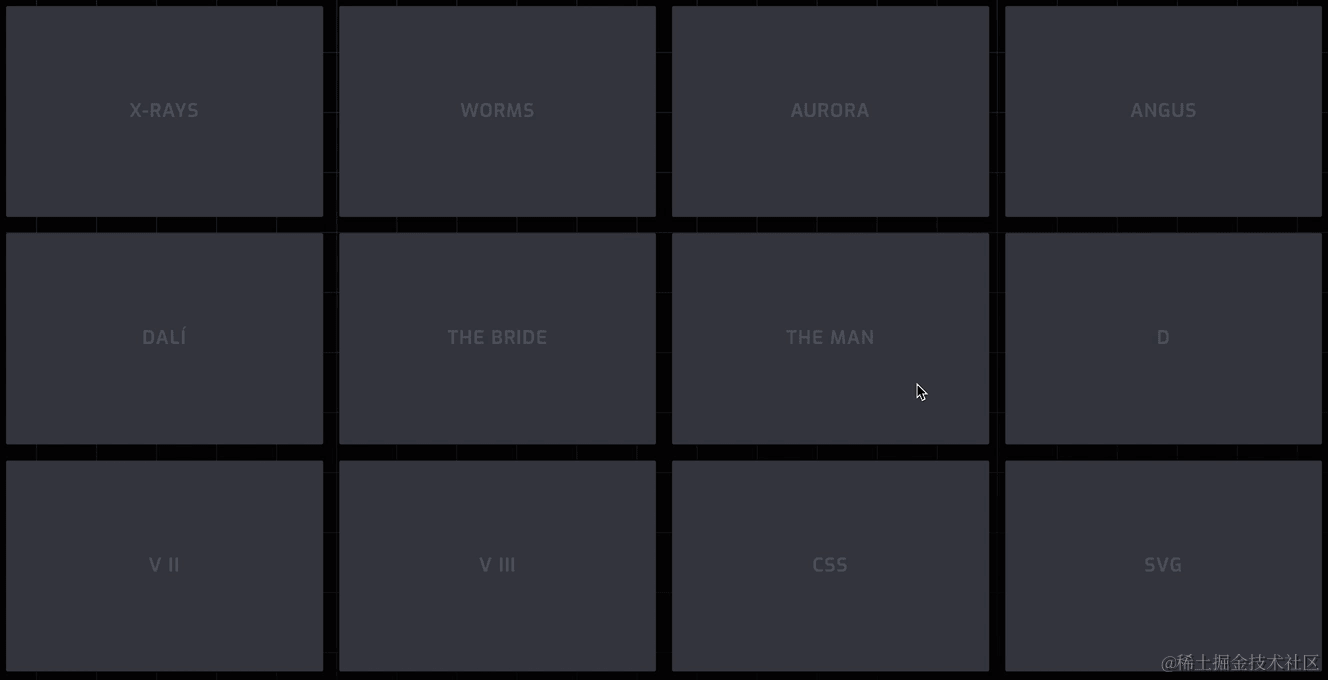 X-RAYS
WORMS
AURORA
ANGUS
DALÍ
THE BRIDE
THE MAN
D
V II
V III
CSS
SVG
@稀土掘金技术社区